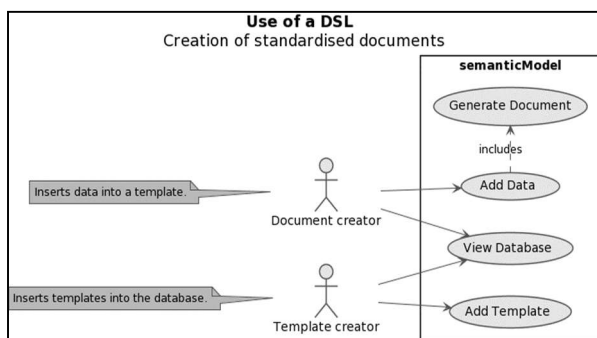 Use of a DSL
Creation of standardised documents
semanticModel
Generate Document
includes
Inserts data into a template.
Add Data
Document creator
View Database
Inserts templates into the database.
Add Template
Template creator